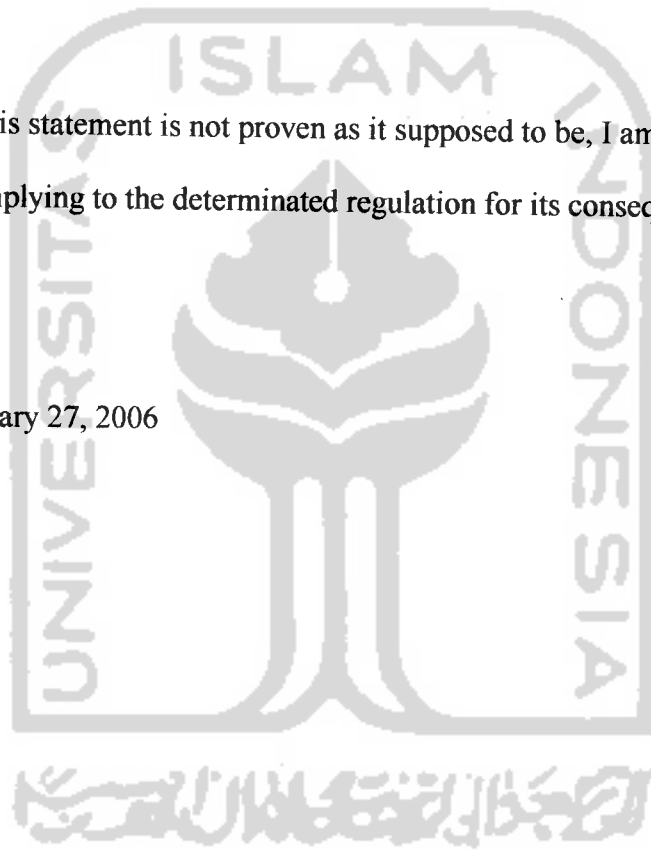 ISLAM
is statement is not proven as it supposed to be, I am
plying to the determinated regulation for its conseq
ary 27, 2006
UNIVERSITAS
INDONESIA